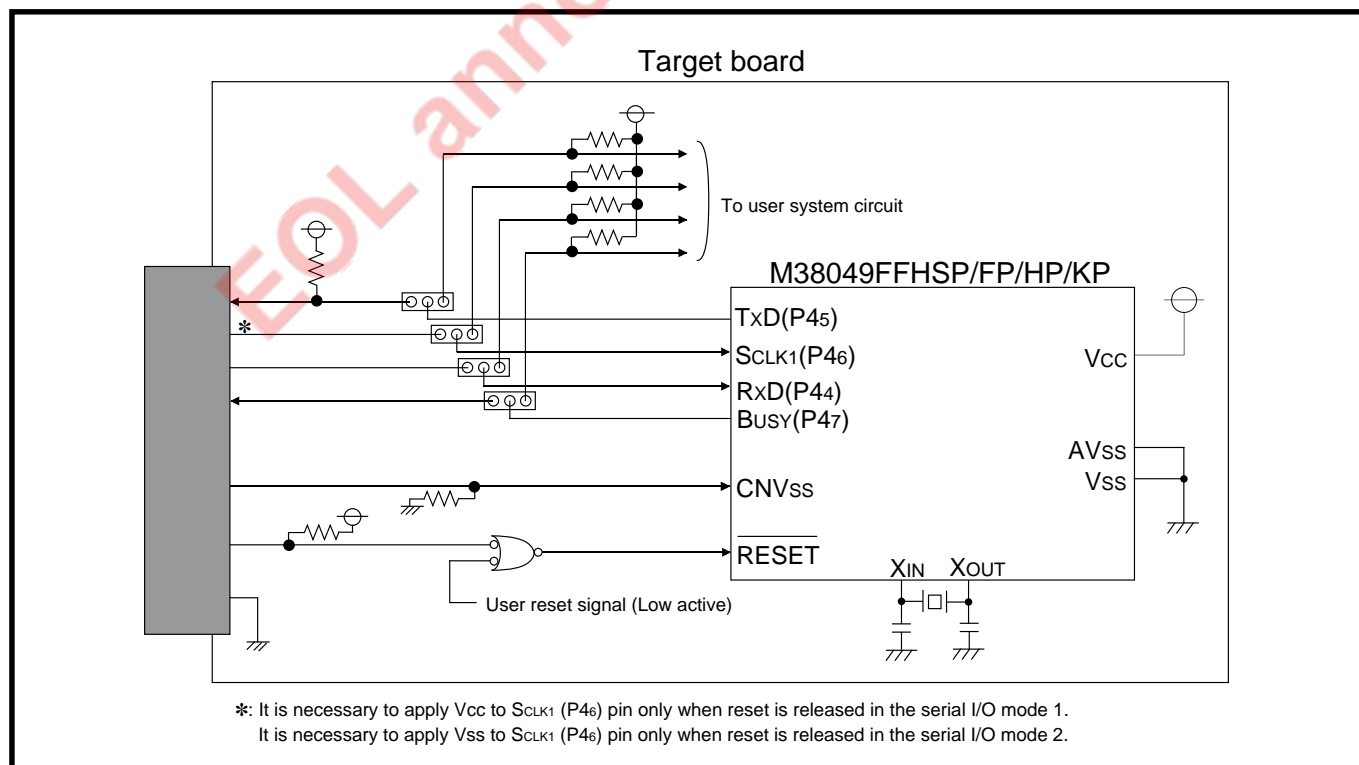 EOL anno
Target board
To user system circuit
M38049FFHSP/FP/HP/KP
TXD(P45)
*
SCLK1(P46)
VCC
RXD(P44)
BUSY(P47)
AVSS
VSS
CNVSS
RESET
XIN XOUT
User reset signal (Low active)
*: It is necessary to apply Vcc to SCLK1 (P46) pin only when reset is released in the serial I/O mode 1.
It is necessary to apply Vss to SCLK1 (P46) pin only when reset is released in the serial I/O mode 2.